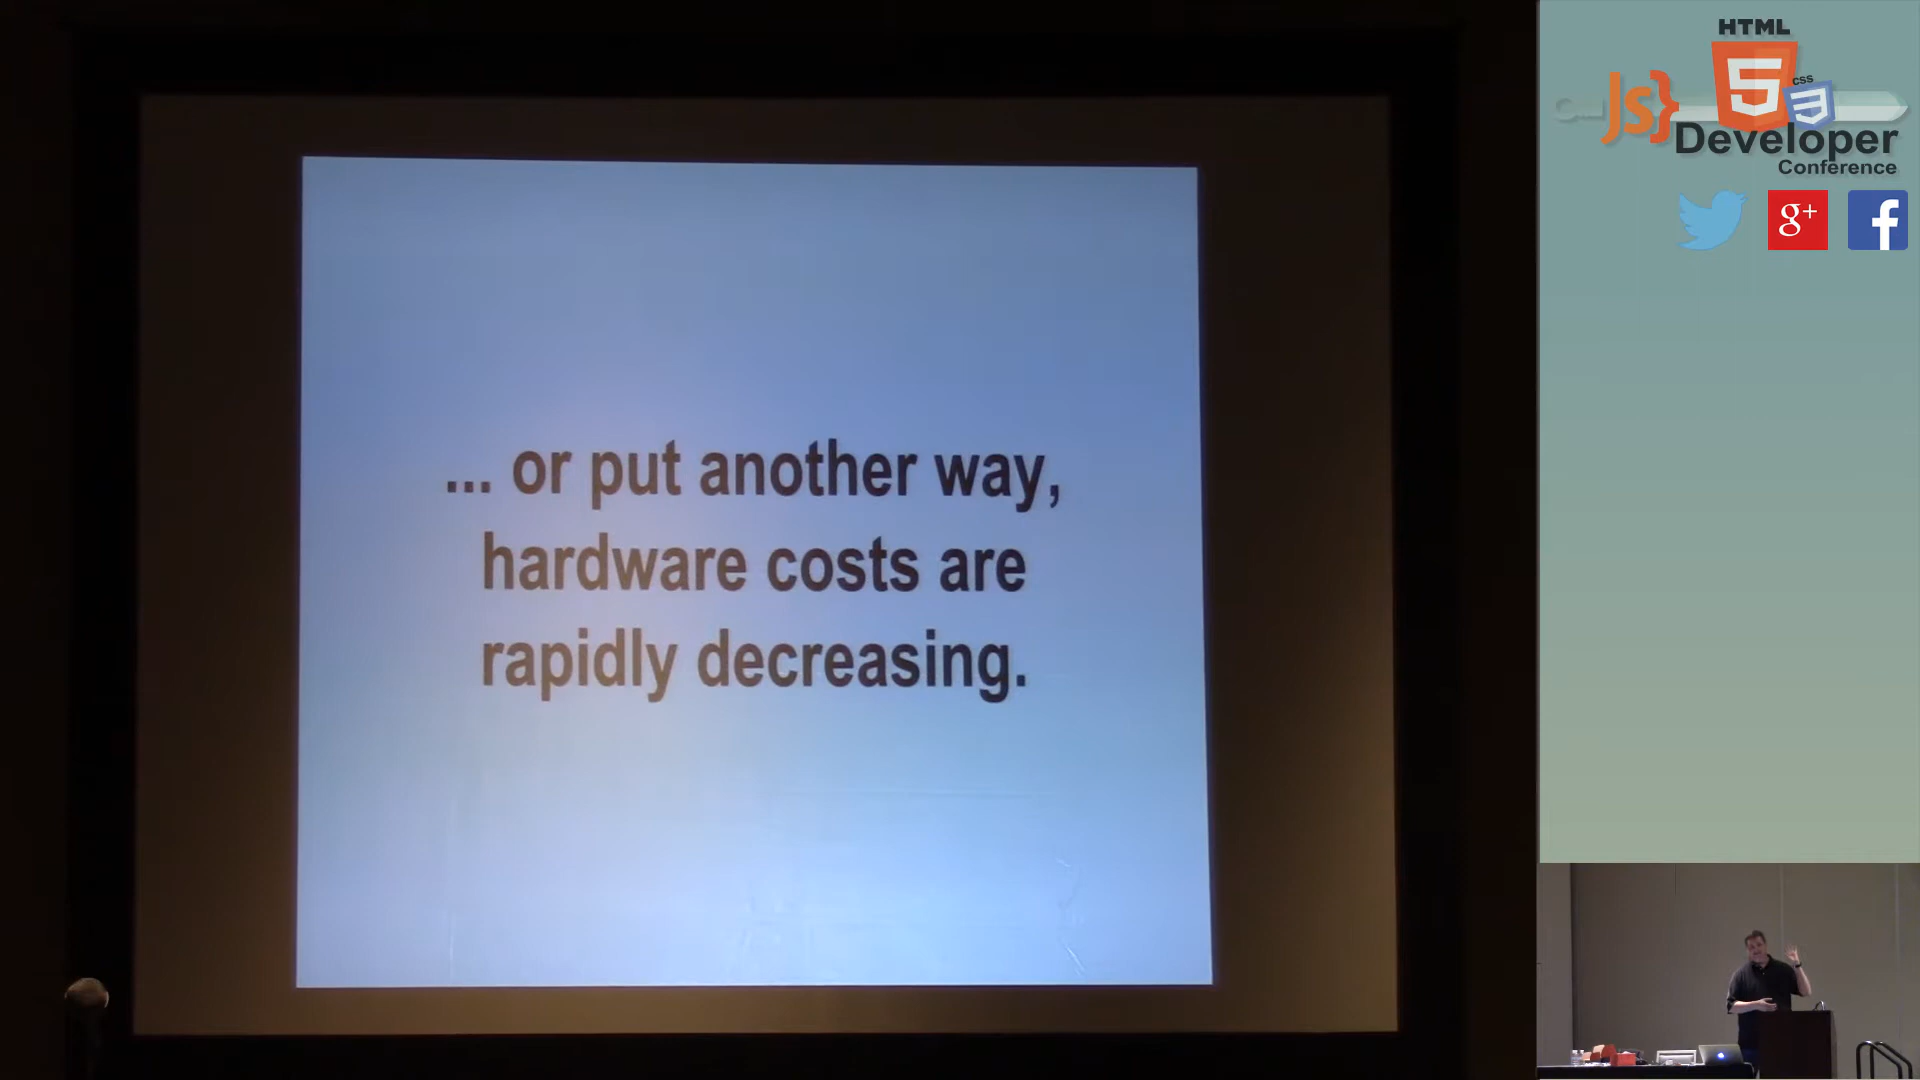 ... or put another way,
hardware costs are
rapidly decreasing.
HTML
JS}
5
CSS
3
Developer
Conference
g+
f